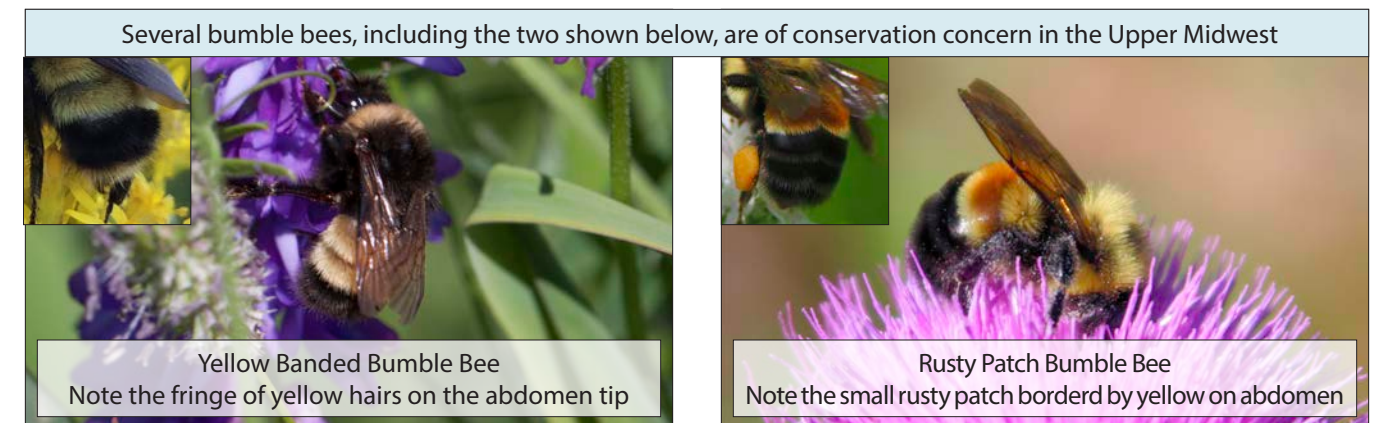 Several bumble bees, including the two shown below, are of conservation concern in the Upper Midwest
Yellow Banded Bumble Bee
Note the fringe of yellow hairs on the abdomen tip
Rusty Patch Bumble Bee
Note the small rusty patch borderd by yellow on abdomen